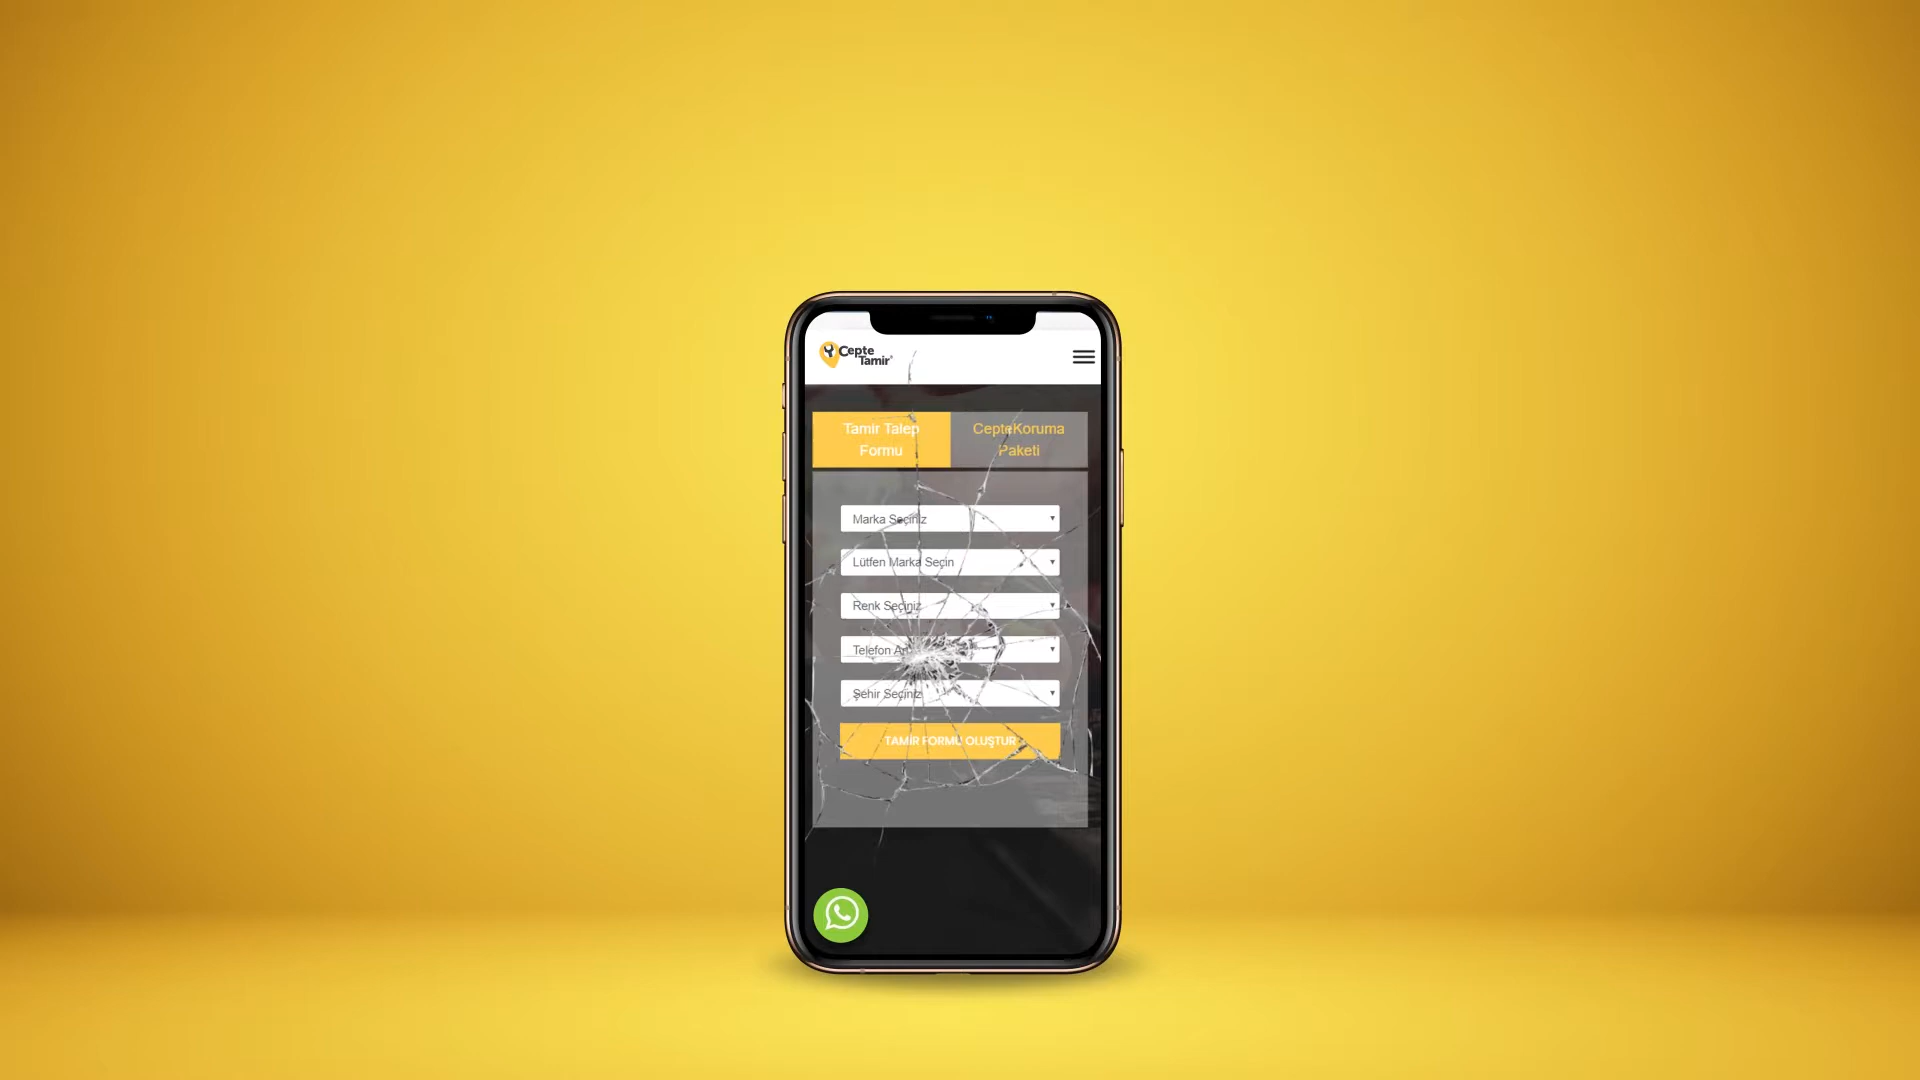 Cepte
Tamir
Tamir Talep
Formu
CepteKoruma
Paketi
Marka Seçiniz
Lütfen Marka Seçin
Renk Seçiniz
Telefon
Şehir Seçiniz
TAMİR FORMU OLUŞTUR